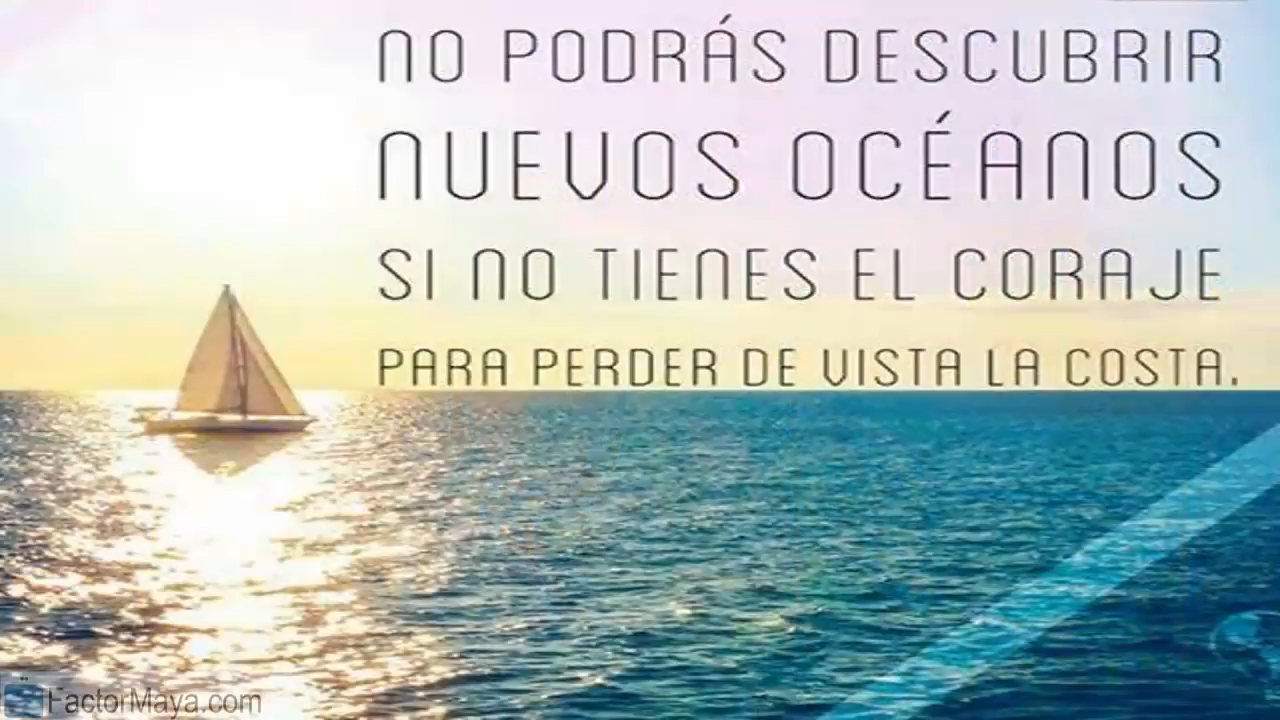 NO PODRÁS DESCUBRIR
NUEVOS OCÉANOS
SI NO TIENES EL CORAJE
PARA PERDER DE VISTA LA COSTA.
FactorMaya.com